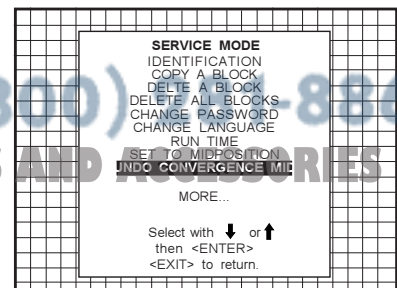 SERVICE MODE
IDENTIFICATION
COPY A BLOCK
DELTE A BLOCK
DELETE ALL BLOCKS
CHANGE PASSWORD
CHANGE LANGUAGE
RUN TIME
SET TO MIDPOSITION
UNDO CONVERGENCE MID
MORE...
Select with ⬇ or ⬆
then <ENTER>
<EXIT> to return.